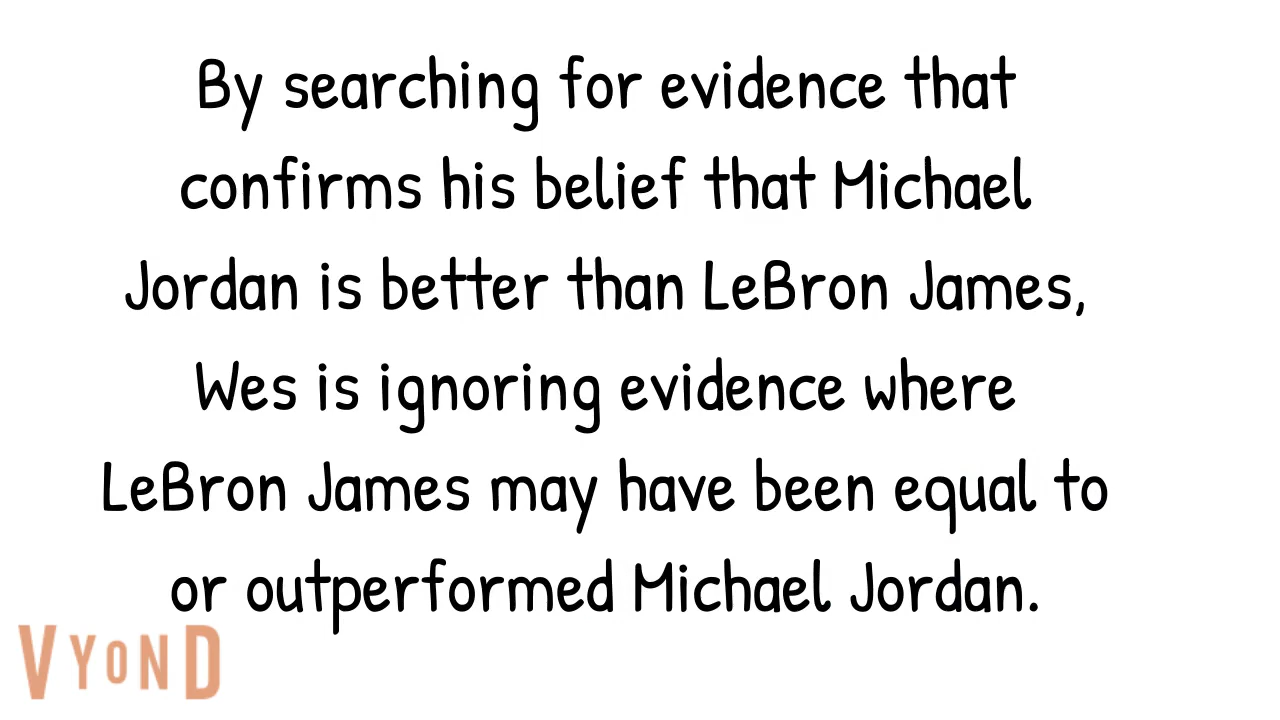 By searching for evidence that
confirms his belief that Michael
Jordan is better than LeBron James,
Wes is ignoring evidence where
LeBron James may have been equal to
or outperformed Michael Jordan.
VYOND